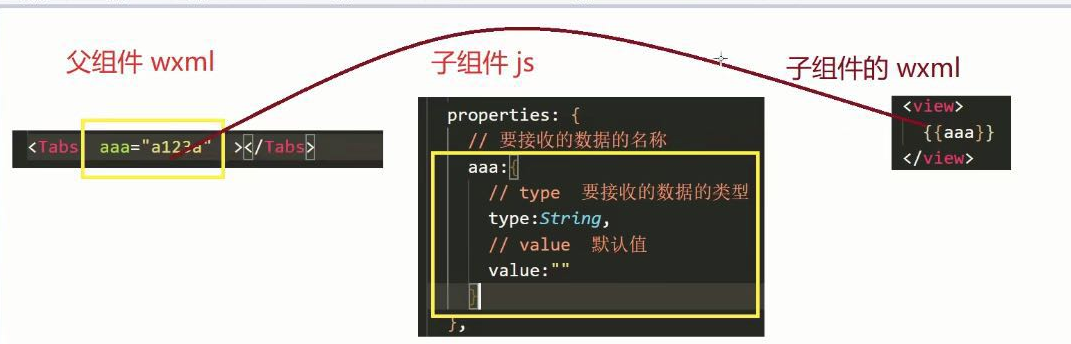 父组件 wxml
<Tabs aaa="a123a" ></Tabs>
子组件 js
properties: {
// 要接收的数据的名称
aaa:{
// type 要接收的数据的类型
type:String,
// value 默认值
value:""
}
},
子组件的 wxml
<view>
{{aaa}}
</view>